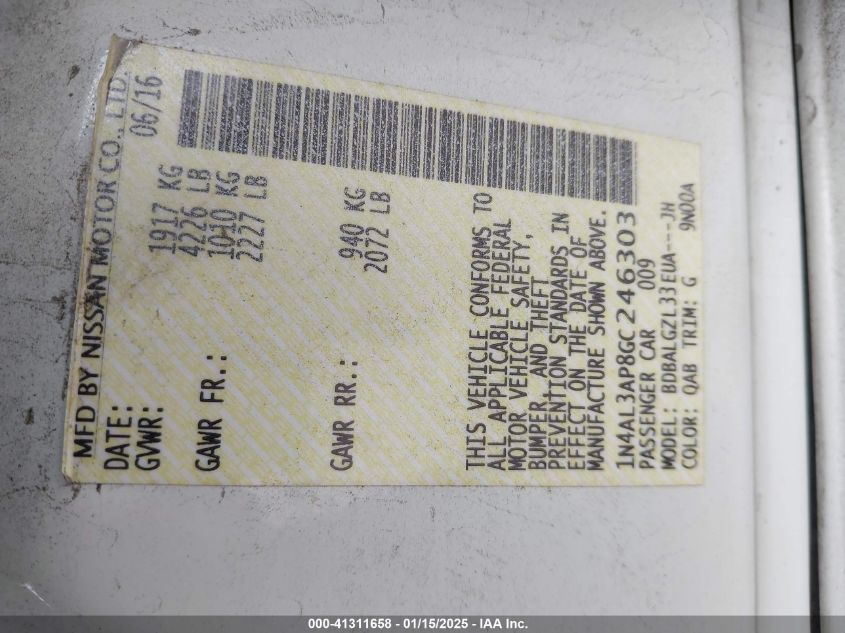 MFD BY NISSAN MOTOR CO., LTD.
DATE: 06/16
GVWR: 1917 KG
4226 LB
GAWR FR.: 1010 KG
2227 LB
GAWR RR.: 940 KG
2072 LB
THIS VEHICLE CONFORMS TO
ALL APPLICABLE FEDERAL
MOTOR VEHICLE SAFETY,
BUMPER AND THEFT
PREVENTION STANDARDS IN
EFFECT ON THE DATE OF
MANUFACTURE SHOWN ABOVE.
1N4AL3AP8GC246303
PASSENGER CAR 009
MODEL: BDBALGZL33EUA---JH
COLOR: QAB TRIM: G 9N00A
000-41311658 - 01/15/2025 - IAA Inc.